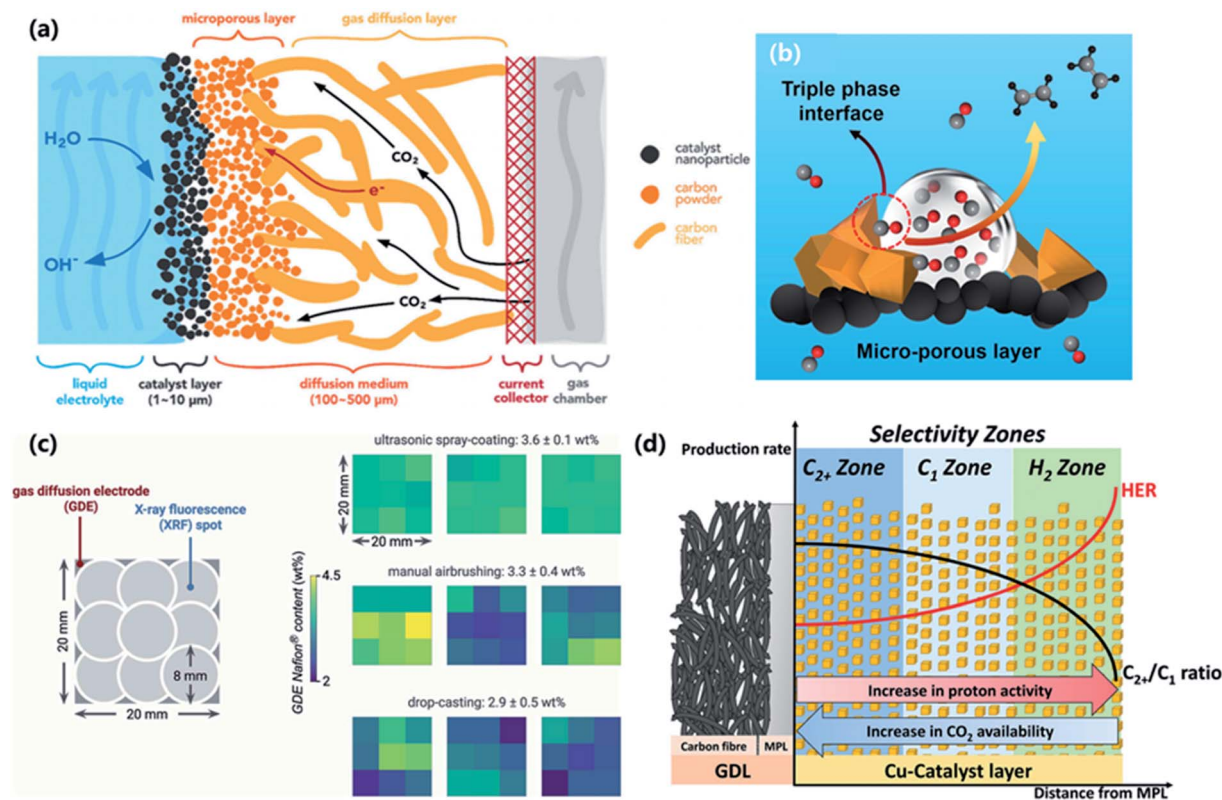 (a)
microporous layer
gas diffusion layer
H₂O
OH⁻
CO₂
e⁻
CO₂
liquid
electrolyte
catalyst layer
(1~10 μm)
diffusion medium
(100~500 μm)
current
collector
gas
chamber
catalyst
nanoparticle
carbon
powder
carbon
fiber
(b)
Triple phase
interface
Micro-porous layer
(c)
gas diffusion electrode
(GDE)
X-ray fluorescence
(XRF) spot
20 mm
8 mm
20 mm
ultrasonic spray-coating: 3.6 ± 0.1 wt%
20 mm
20 mm
manual airbrushing: 3.3 ± 0.4 wt%
GDE Nafion® content (wt%)
4.5
2
drop-casting: 2.9 ± 0.5 wt%
(d)
Production rate
Selectivity Zones
C₂₊ Zone
C₁ Zone
H₂ Zone
HER
C₂₊/C₁ ratio
Increase in proton activity
Increase in CO₂ availability
Carbon fibre
MPL
GDL
Cu-Catalyst layer
Distance from MPL